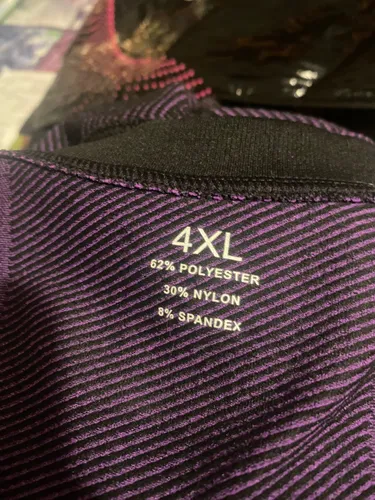 4XL
62% POLYESTER
30% NYLON
8% SPANDEX